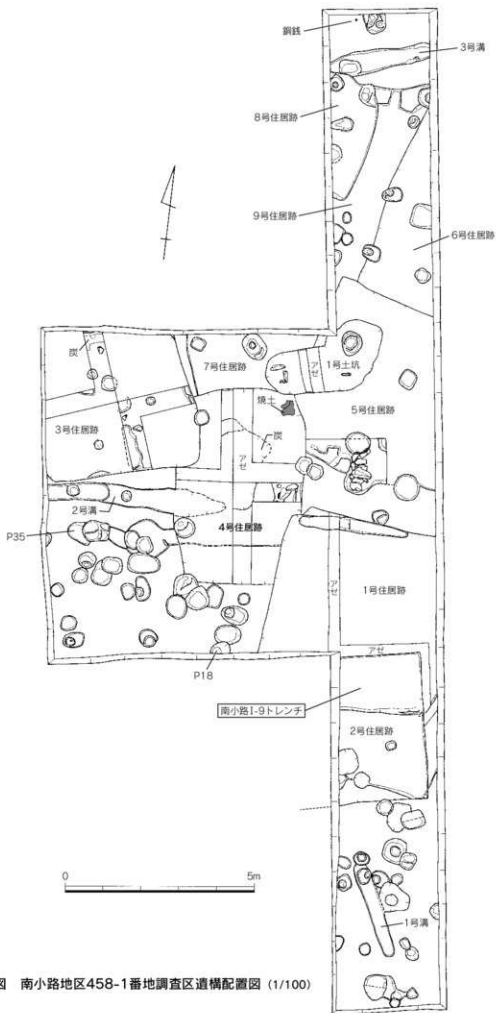 銅銭
3号溝
8号住居跡
9号住居跡
6号住居跡
炭
7号住居跡
アゼ
1号土坑
3号住居跡
焼土
5号住居跡
炭
アゼ
2号溝
4号住居跡
P35
アゼ
1号住居跡
アゼ
P18
南小路I-9トレンチ
2号住居跡
0 5m
1号溝
図 南小路地区458-1番地調査区遺構配置図 (1/100)